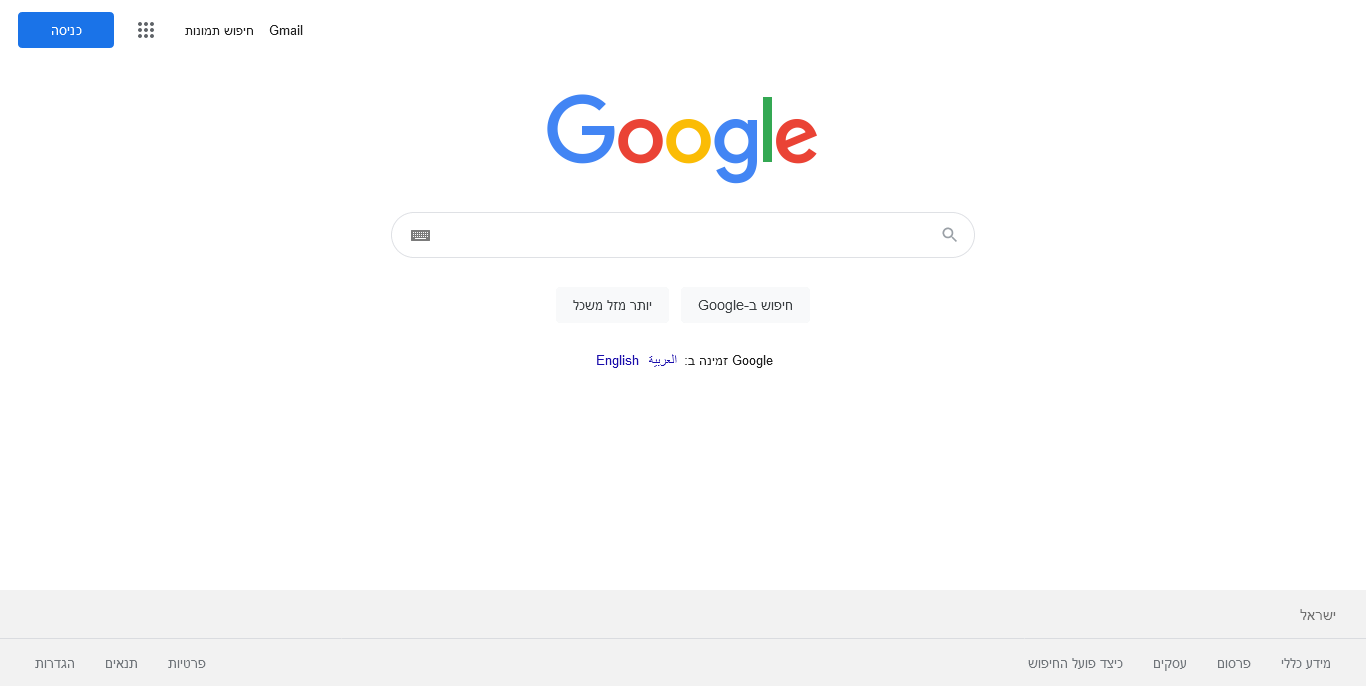 Gmail חיפוש תמונות כניסה
Google
חיפוש ב-Google יותר מזל משכל
Google זמינה ב: العربية English
ישראל
מידע כללי פרסום עסקים כיצד פועל החיפוש פרטיות תנאים הגדרות